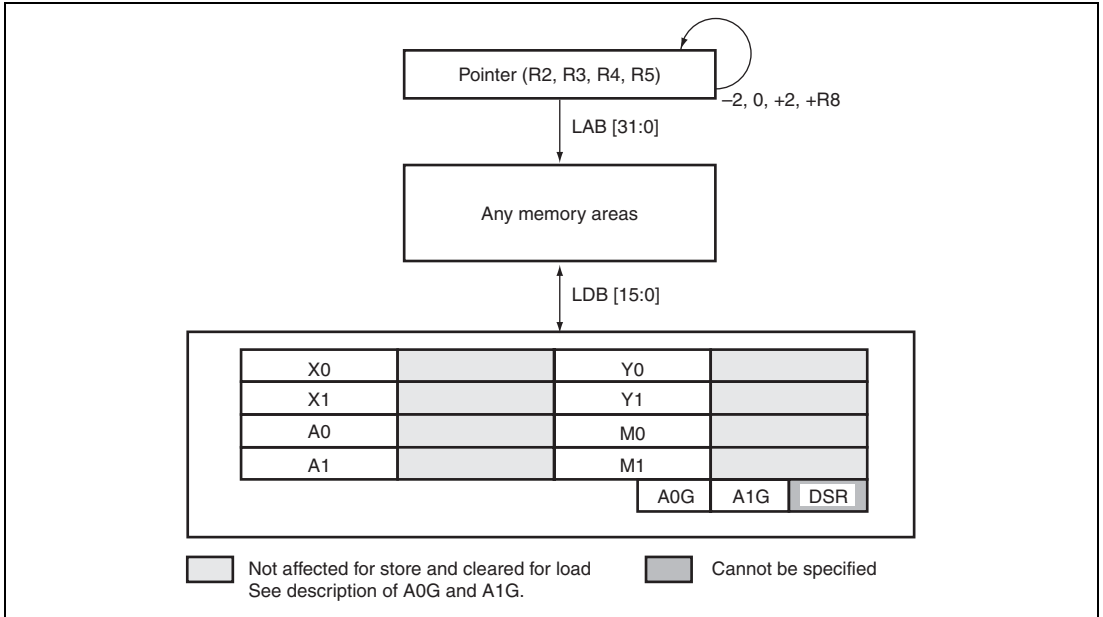 Pointer (R2, R3, R4, R5)
–2, 0, +2, +R8
LAB [31:0]
Any memory areas
LDB [15:0]
X0 Y0
X1 Y1
A0 M0
A1 M1
A0G A1G DSR
Not affected for store and cleared for load
See description of A0G and A1G.
Cannot be specified